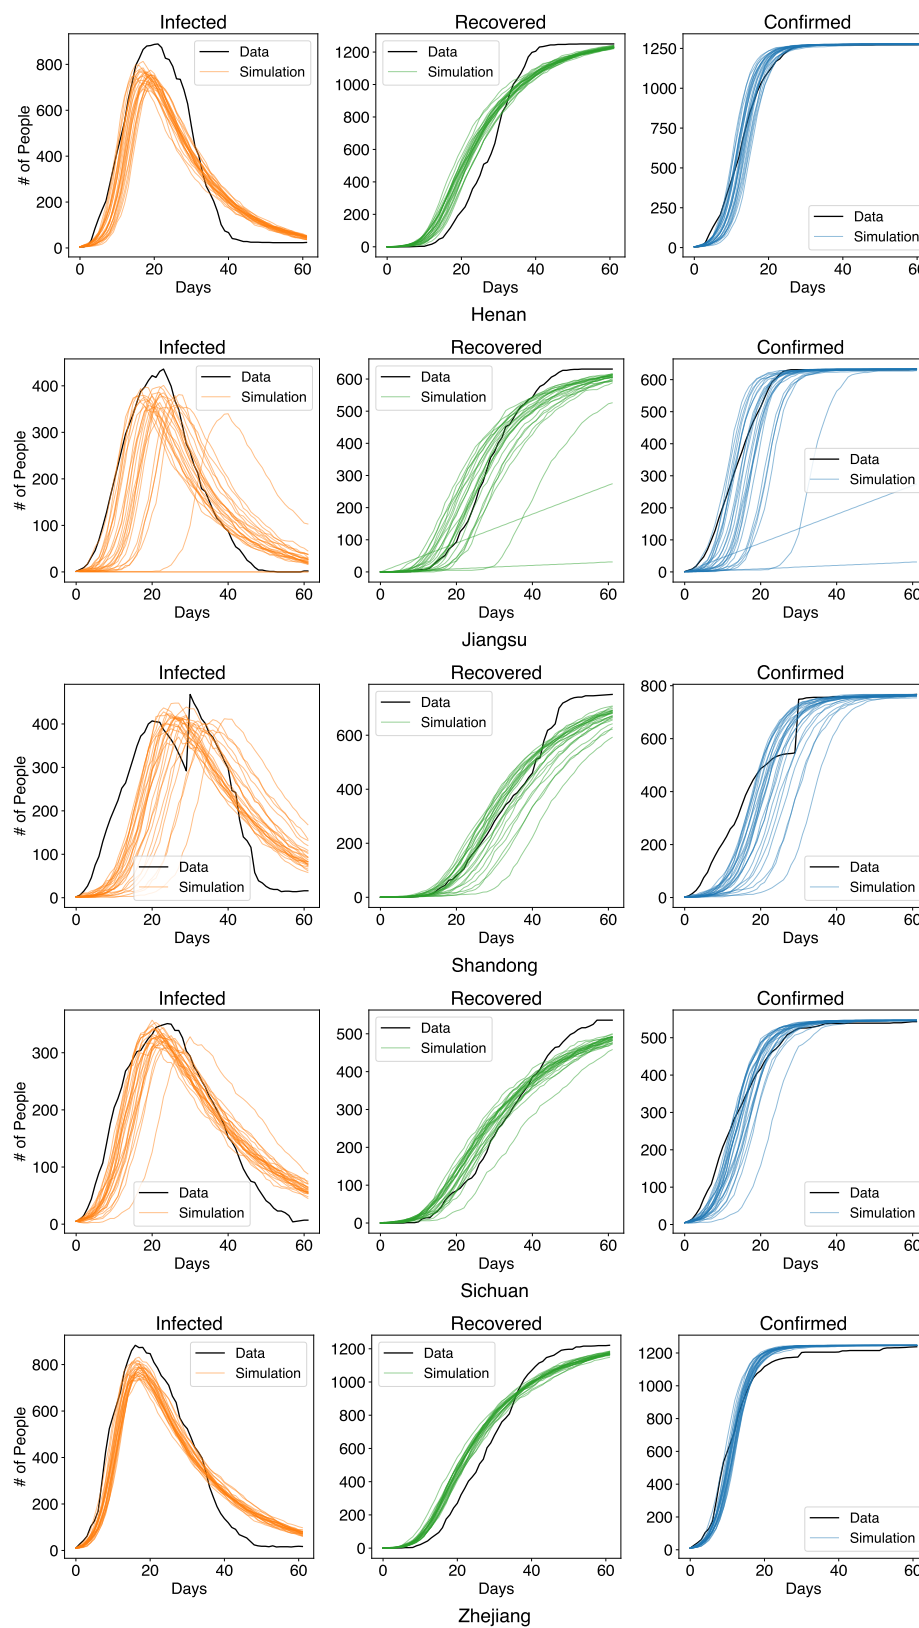 Infected Recovered Confirmed
# of People
800
600
400
200
0
0 20 40 60
Days
Data
Simulation
1200
1000
800
600
400
200
0
0 20 40 60
Days
Data
Simulation
1250
1000
750
500
250
0
0 20 40 60
Days
Data
Simulation
Henan
Infected Recovered Confirmed
# of People
400
300
200
100
0
0 20 40 60
Days
Data
Simulation
600
500
400
300
200
100
0
0 20 40 60
Days
Data
Simulation
600
500
400
300
200
100
0
0 20 40 60
Days
Data
Simulation
Jiangsu
Infected Recovered Confirmed
# of People
400
300
200
100
0
0 20 40 60
Days
Data
Simulation
600
400
200
0
0 20 40 60
Days
Data
Simulation
800
600
400
200
0
0 20 40 60
Days
Data
Simulation
Shandong
Infected Recovered Confirmed
# of People
300
200
100
0
0 20 40 60
Days
Data
Simulation
500
400
300
200
100
0
0 20 40 60
Days
Data
Simulation
500
400
300
200
100
0
0 20 40 60
Days
Data
Simulation
Sichuan
Infected Recovered Confirmed
# of People
800
600
400
200
0
0 20 40 60
Days
Data
Simulation
1200
1000
800
600
400
200
0
0 20 40 60
Days
Data
Simulation
1200
1000
800
600
400
200
0
0 20 40 60
Days
Data
Simulation
Zhejiang